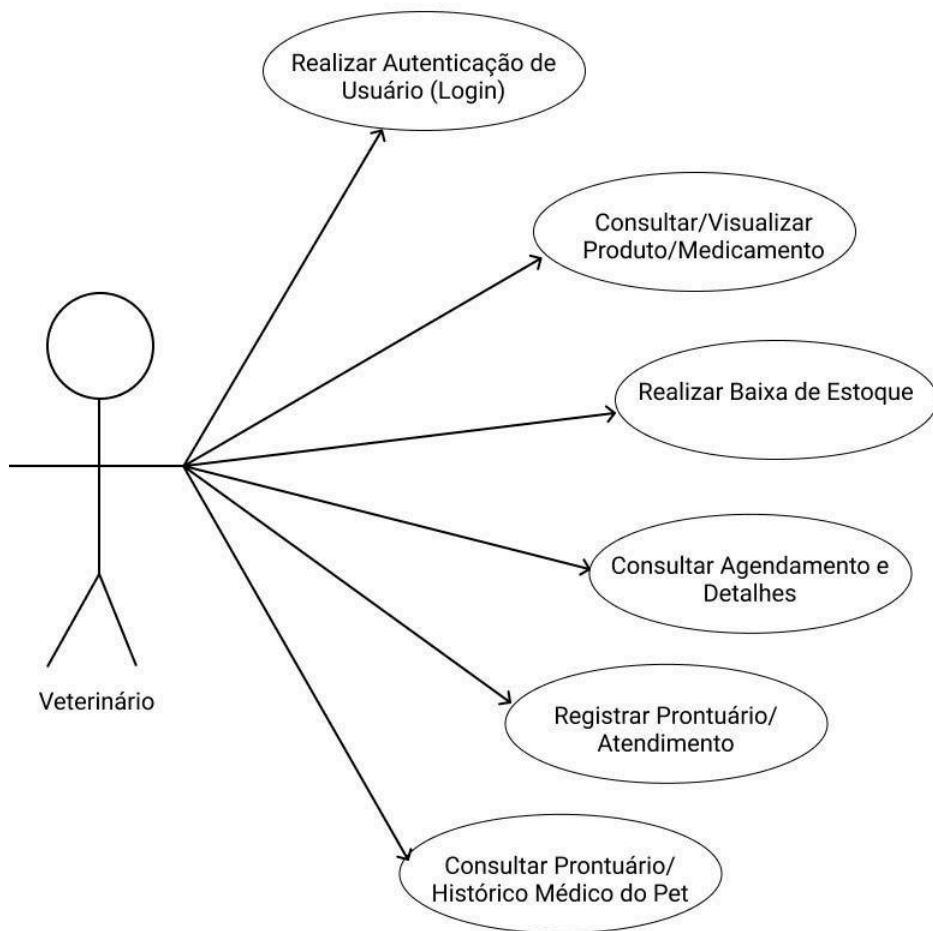 Realizar Autenticação de
Usuário (Login)
Consultar/Visualizar
Produto/Medicamento
Realizar Baixa de Estoque
Consultar Agendamento e
Detalhes
Veterinário
Registrar Prontuário/
Atendimento
Consultar Prontuário/
Histórico Médico do Pet